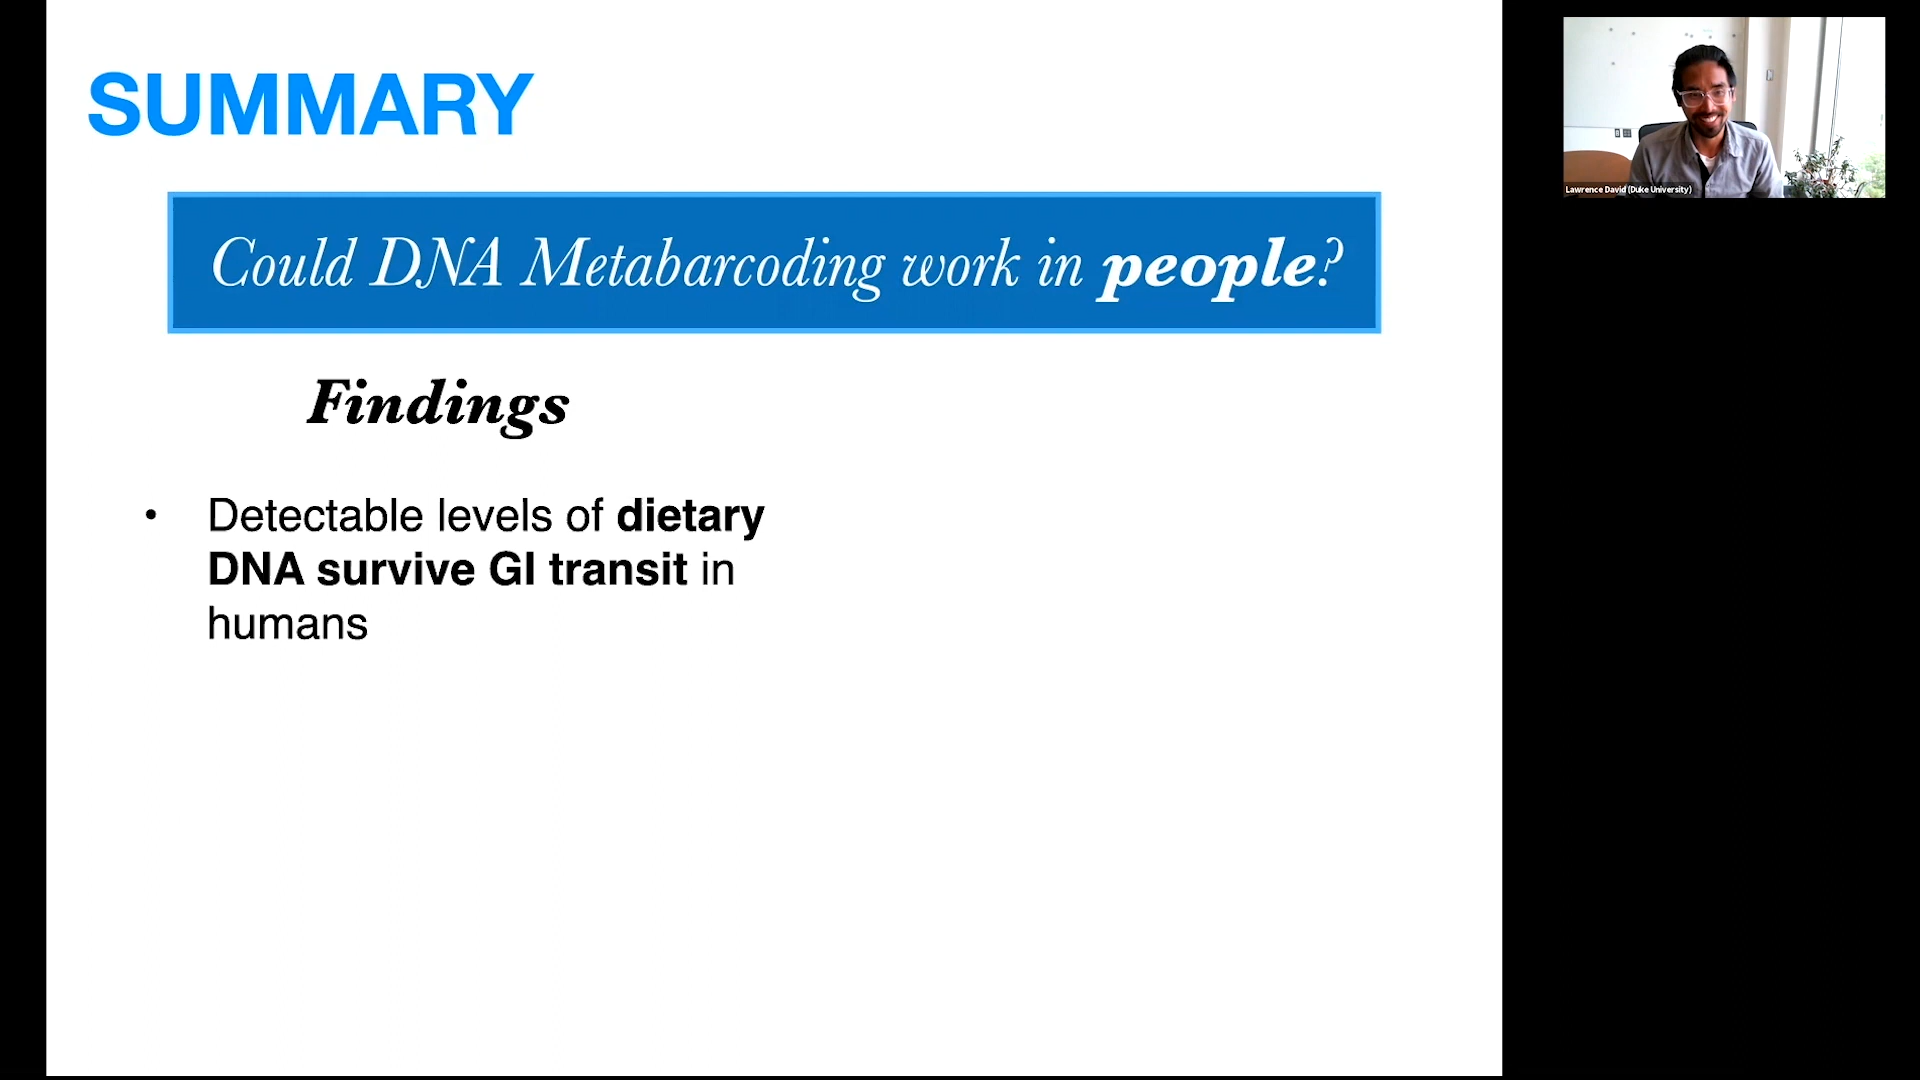 SUMMARY
Could DNA Metabarcoding work in people?
Findings
• Detectable levels of dietary
DNA survive GI transit in
humans
Lawrence David (Duke University)